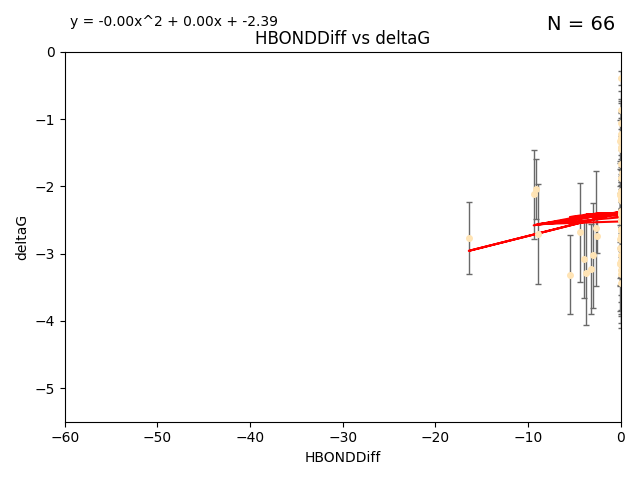 y = -0.00x^2 + 0.00x + -2.39
N = 66
HBONDDiff vs deltaG
0
−1
−2
−3
−4
−5
deltaG
−60 −50 −40 −30 −20 −10 0
HBONDDiff